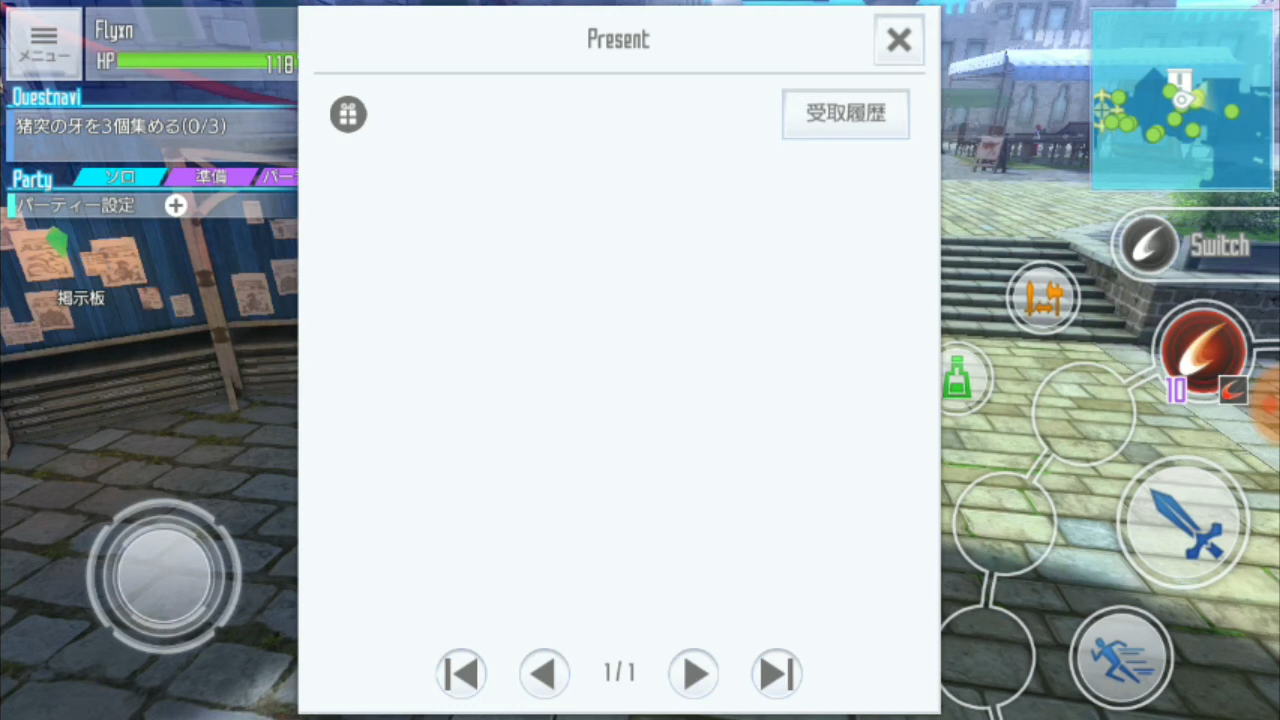 メニュー
Flyxn
HP
118
Questnavi
猪突の牙を3個集める(0/3)
Party
ソロ
準備
パー
パーティー設定
掲示板
Present
受取履歴
1/1
Switch
10